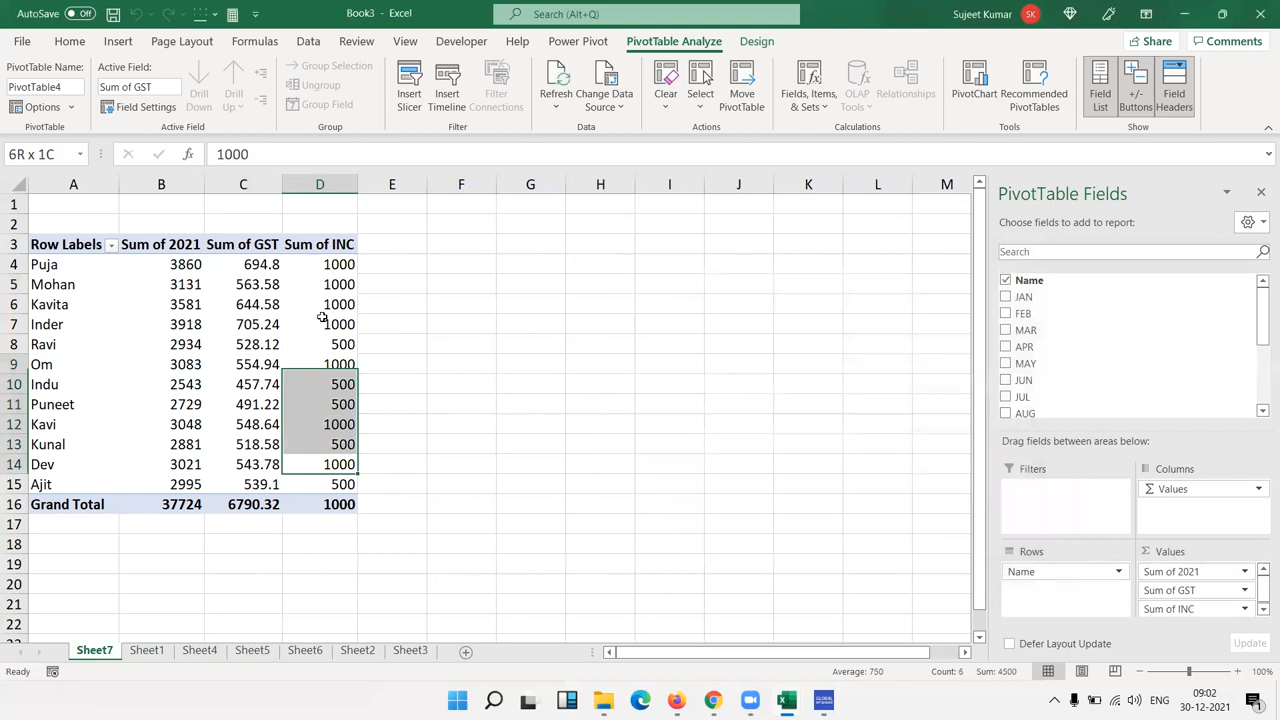 AutoSave Off Book3 - Excel Search (Alt+Q) Sujeet Kumar SK
File Home Insert Page Layout Formulas Data Review View Developer Help Power Pivot PivotTable Analyze Design Share Comments
PivotTable Name:
PivotTable4
Options
PivotTable
Active Field:
Sum of GST
Field Settings
Drill Down
Drill Up
Active Field
Group Selection
Ungroup
Group Field
Group
Insert Slicer
Insert Timeline
Filter Connections
Filter
Refresh
Change Data Source
Data
Clear
Select
Move PivotTable
Actions
Fields, Items, & Sets
OLAP Tools
Relationships
Calculations
PivotChart
Recommended PivotTables
Tools
Field List
+/- Buttons
Field Headers
Show
6R x 1C fx 1000
A B C D E F G H I J K L M
1
2
3 Row Labels Sum of 2021 Sum of GST Sum of INC
4 Puja 3860 694.8 1000
5 Mohan 3131 563.58 1000
6 Kavita 3581 644.58 1000
7 Inder 3918 705.24 1000
8 Ravi 2934 528.12 500
9 Om 3083 554.94 1000
10 Indu 2543 457.74 500
11 Puneet 2729 491.22 500
12 Kavi 3048 548.64 1000
13 Kunal 2881 518.58 500
14 Dev 3021 543.78 1000
15 Ajit 2995 539.1 500
16 Grand Total 37724 6790.32 1000
17
18
19
20
21
22
PivotTable Fields
Choose fields to add to report:
Search
Name
JAN
FEB
MAR
APR
MAY
JUN
JUL
AUG
Drag fields between areas below:
Filters Columns
Σ Values
Rows Σ Values
Name Sum of 2021
Sum of GST
Sum of INC
Defer Layout Update Update
Sheet7 Sheet1 Sheet4 Sheet5 Sheet6 Sheet2 Sheet3
Ready Average: 750 Count: 6 Sum: 4500 100%
ENG 09:02
30-12-2021